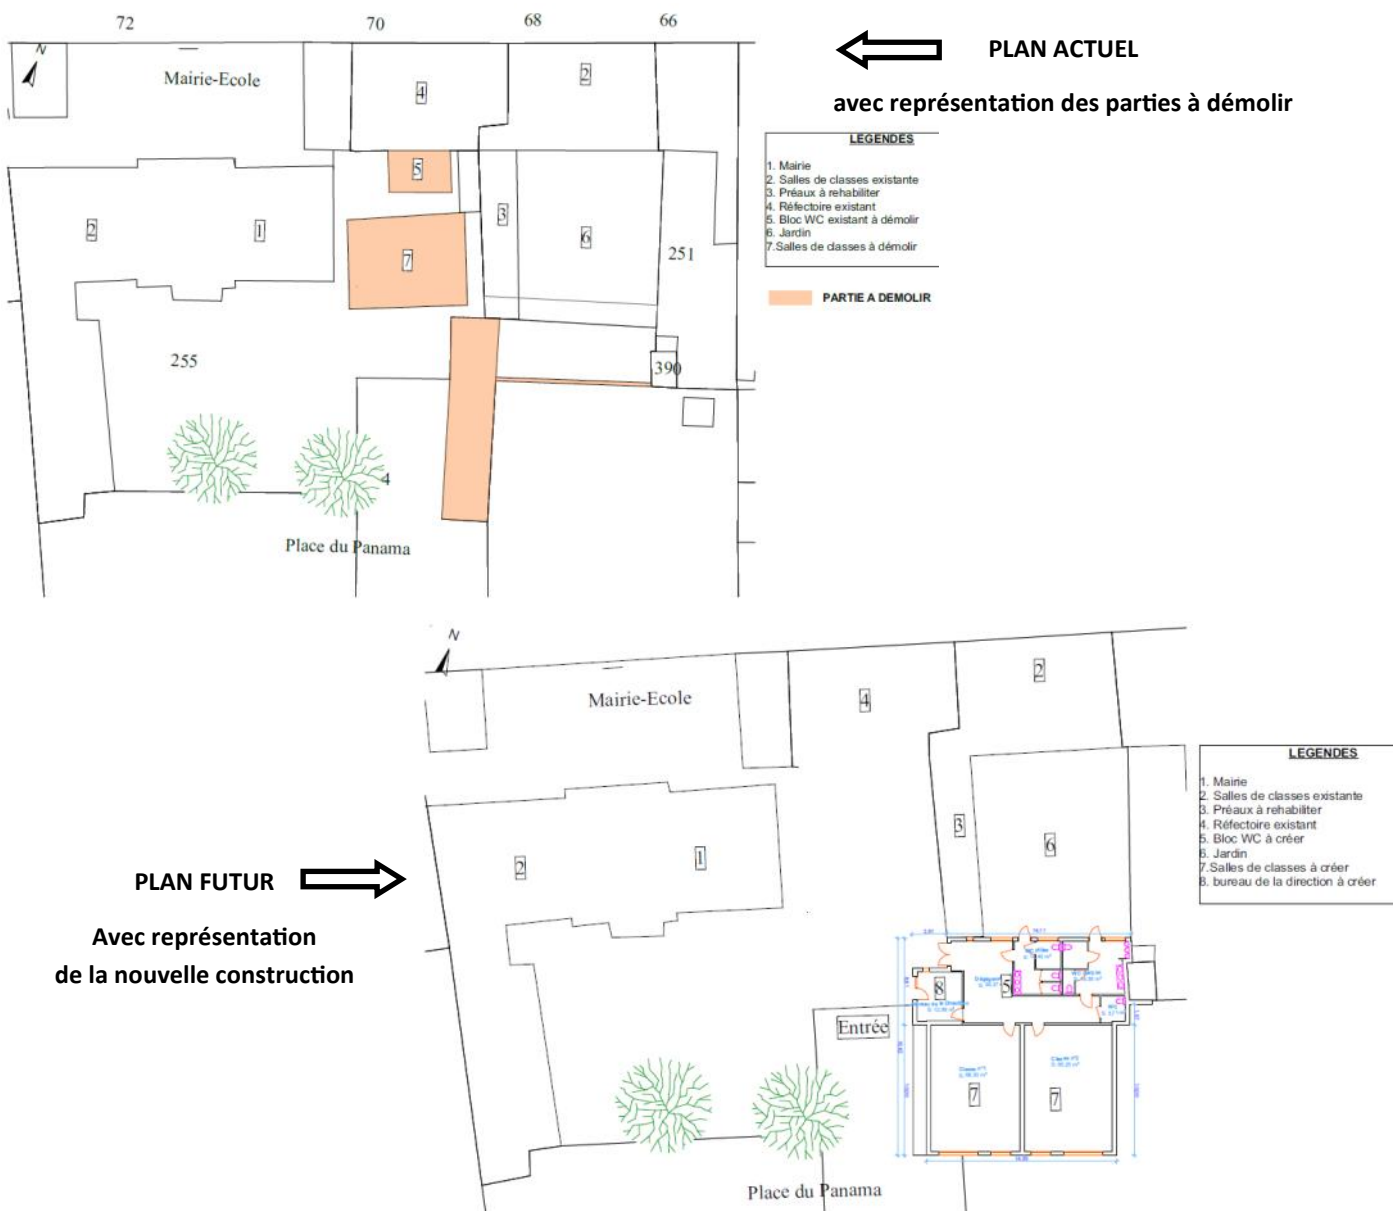 72 70 68 66
N
Mairie-Ecole
4
2
PLAN ACTUEL
avec représentation des parties à démolir
LEGENDES
1. Mairie
2. Salles de classes existante
3. Préaux à rehabiliter
4. Réfectoire existant
5. Bloc WC existant à démolir
6. Jardin
7.Salles de classes à démolir
PARTIE A DEMOLIR
5
3
2
1
6
7
251
255
390
4
Place du Panama
N
Mairie-Ecole
4
2
LEGENDES
1. Mairie
2. Salles de classes existante
3. Préaux à rehabiliter
4. Réfectoire existant
5. Bloc WC à créer
6. Jardin
7.Salles de classes à créer
8. bureau de la direction à créer
PLAN FUTUR
Avec représentation
de la nouvelle construction
2
1
3
6
8
5
Entrée
7
7
Place du Panama